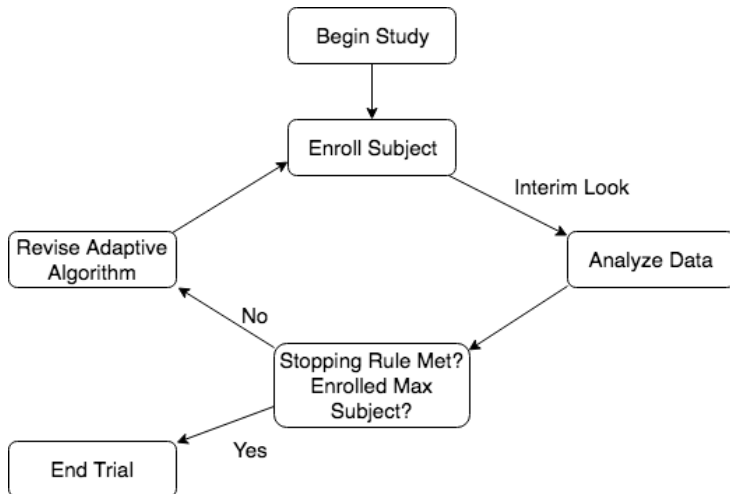 Begin Study
Enroll Subject
Interim Look
Revise Adaptive
Algorithm
Analyze Data
No
Stopping Rule Met?
Enrolled Max
Subject?
Yes
End Trial